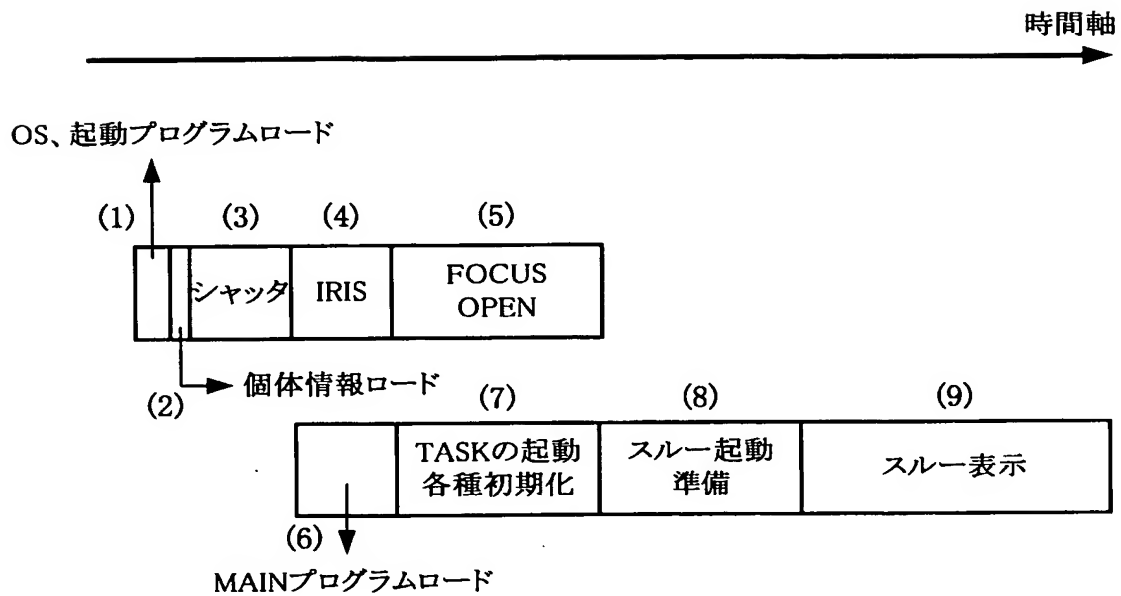 時間軸
OS、起動プログラムロード
(1)
(3)
(4)
(5)
シャッタ
IRIS
FOCUS
OPEN
個体情報ロード
(2)
(7)
(8)
(9)
TASKの起動
各種初期化
スルー起動
準備
スルー表示
(6)
MAINプログラムロード